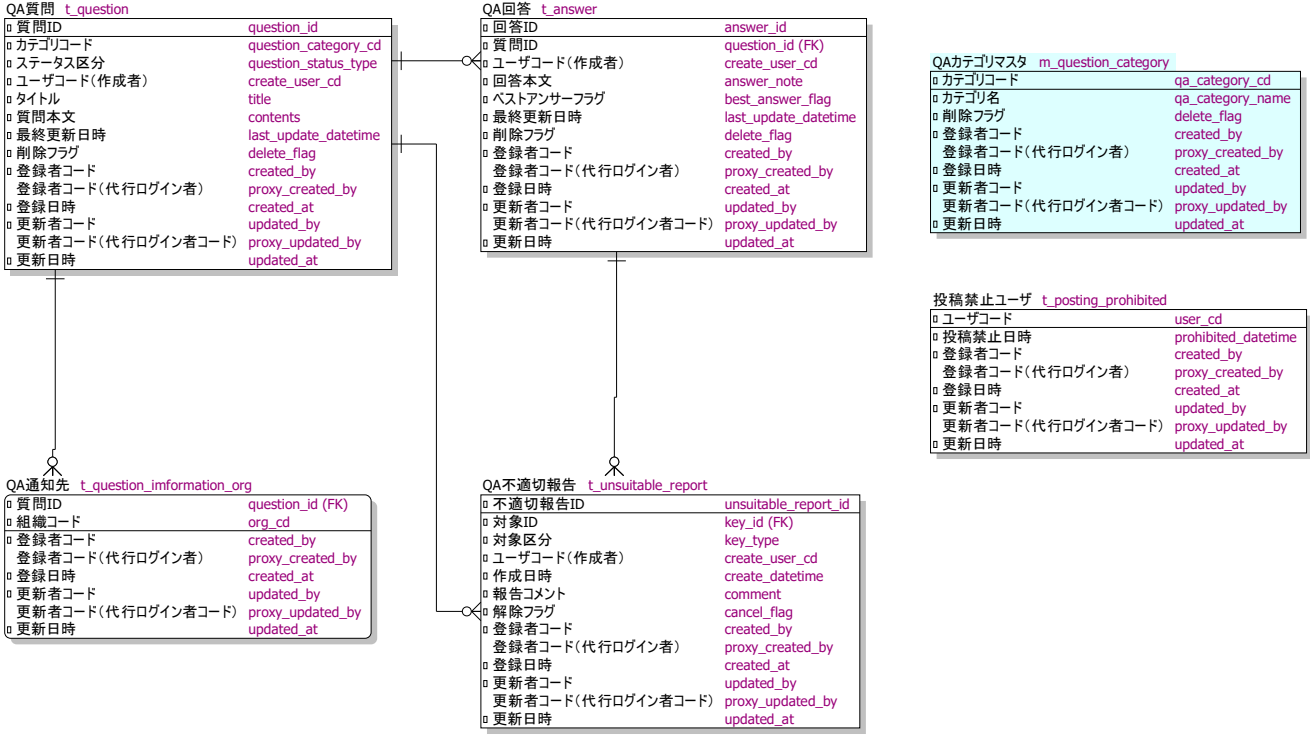 QA質問 t_question
質問ID question_id
カテゴリコード question_category_cd
ステータス区分 question_status_type
ユーザコード(作成者) create_user_cd
タイトル title
質問本文 contents
最終更新日時 last_update_datetime
削除フラグ delete_flag
登録者コード created_by
登録者コード(代行ログイン者) proxy_created_by
登録日時 created_at
更新者コード updated_by
更新者コード(代行ログイン者コード) proxy_updated_by
更新日時 updated_at
QA回答 t_answer
回答ID answer_id
質問ID question_id (FK)
ユーザコード(作成者) create_user_cd
回答本文 answer_note
ベストアンサーフラグ best_answer_flag
最終更新日時 last_update_datetime
削除フラグ delete_flag
登録者コード created_by
登録者コード(代行ログイン者) proxy_created_by
登録日時 created_at
更新者コード updated_by
更新者コード(代行ログイン者コード) proxy_updated_by
更新日時 updated_at
QAカテゴリマスタ m_question_category
カテゴリコード qa_category_cd
カテゴリ名 qa_category_name
削除フラグ delete_flag
登録者コード created_by
登録者コード(代行ログイン者) proxy_created_by
登録日時 created_at
更新者コード updated_by
更新者コード(代行ログイン者コード) proxy_updated_by
更新日時 updated_at
投稿禁止ユーザ t_posting_prohibited
ユーザコード user_cd
投稿禁止日時 prohibited_datetime
登録者コード created_by
登録者コード(代行ログイン者) proxy_created_by
登録日時 created_at
更新者コード updated_by
更新者コード(代行ログイン者コード) proxy_updated_by
更新日時 updated_at
QA通知先 t_question_imformation_org
質問ID question_id (FK)
組織コード org_cd
登録者コード created_by
登録者コード(代行ログイン者) proxy_created_by
登録日時 created_at
更新者コード updated_by
更新者コード(代行ログイン者コード) proxy_updated_by
更新日時 updated_at
QA不適切報告 t_unsuitable_report
不適切報告ID unsuitable_report_id
対象ID key_id (FK)
対象区分 key_type
ユーザコード(作成者) create_user_cd
作成日時 create_datetime
報告コメント comment
解除フラグ cancel_flag
登録者コード created_by
登録者コード(代行ログイン者) proxy_created_by
登録日時 created_at
更新者コード updated_by
更新者コード(代行ログイン者コード) proxy_updated_by
更新日時 updated_at